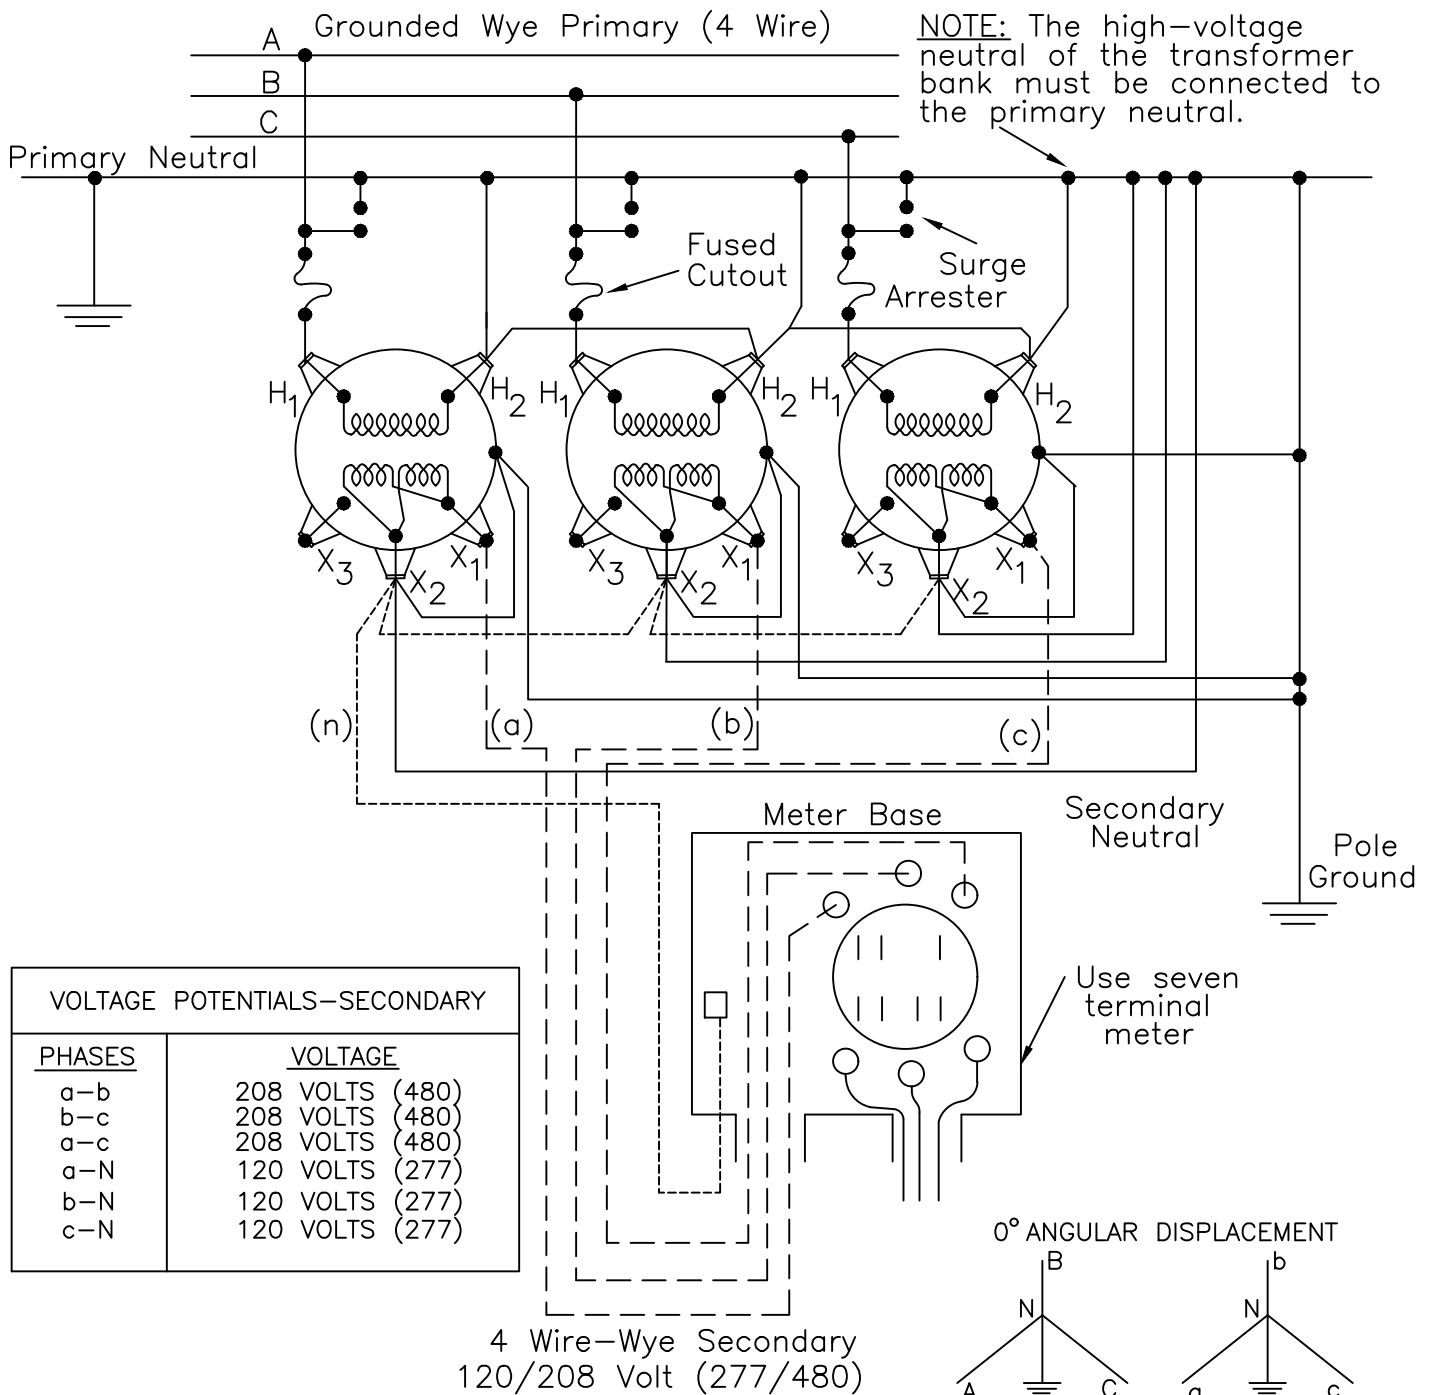 Grounded Wye Primary (4 Wire)
NOTE: The high-voltage
neutral of the transformer
bank must be connected to
the primary neutral.
A
B
C
Primary Neutral
Fused
Cutout
Surge
Arrester
H1
H2
H1
H2
H1
H2
X3
X2
X1
X3
X2
X1
X3
X2
X1
(n)
(a)
(b)
(c)
Meter Base
Secondary
Neutral
Pole
Ground
Use seven
terminal
meter
VOLTAGE POTENTIALS-SECONDARY
PHASES VOLTAGE
a-b 208 VOLTS (480)
b-c 208 VOLTS (480)
a-c 208 VOLTS (480)
a-N 120 VOLTS (277)
b-N 120 VOLTS (277)
c-N 120 VOLTS (277)
0° ANGULAR DISPLACEMENT
B
b
N
N
A
C
a
c
4 Wire-Wye Secondary
120/208 Volt (277/480)